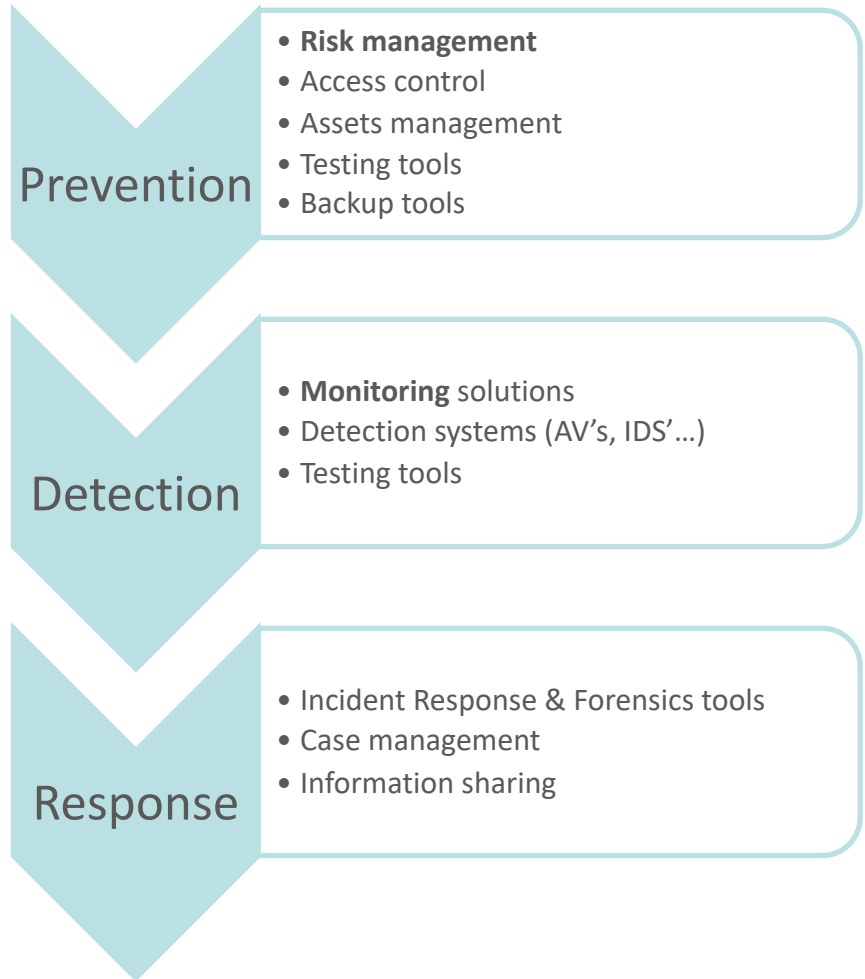 Prevention
• Risk management
• Access control
• Assets management
• Testing tools
• Backup tools
Detection
• Monitoring solutions
• Detection systems (AV’s, IDS’…)
• Testing tools
Response
• Incident Response & Forensics tools
• Case management
• Information sharing